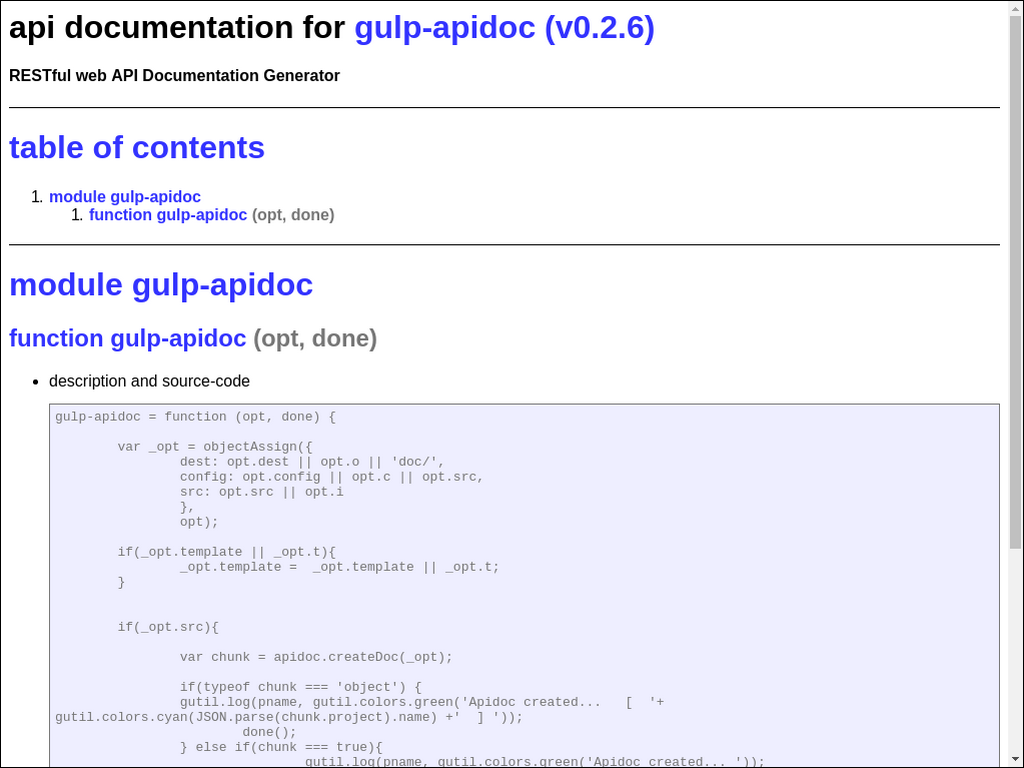 api documentation for gulp-apidoc (v0.2.6)
RESTful web API Documentation Generator
table of contents
1. module gulp-apidoc
1. function gulp-apidoc (opt, done)
module gulp-apidoc
function gulp-apidoc (opt, done)
• description and source-code
gulp-apidoc = function (opt, done) {
var _opt = objectAssign({
dest: opt.dest || opt.o || 'doc/',
config: opt.config || opt.c || opt.src,
src: opt.src || opt.i
},
opt);
if(_opt.template || _opt.t){
_opt.template =  _opt.template || _opt.t;
}
if(_opt.src){
var chunk = apidoc.createDoc(_opt);
if(typeof chunk === 'object') {
gutil.log(pname, gutil.colors.green('Apidoc created...   [  '+
gutil.colors.cyan(JSON.parse(chunk.project).name) +'  ] '));
done();
} else if(chunk === true){
gutil.log(pname, gutil.colors.green('Apidoc created... '));